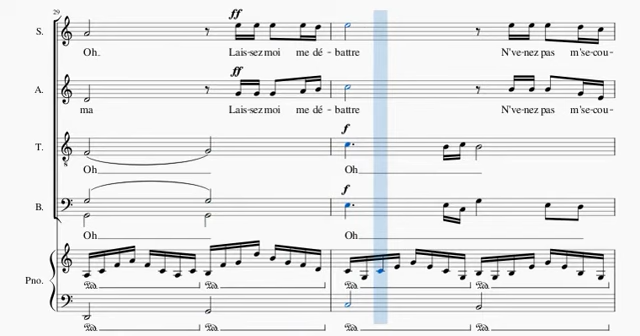 29
ff
S.
Oh. Lais-sez moi me dé - battre N've-nez pas m'se-cou-
ff
A.
ma Lais-sez moi me dé - battre N've-nez pas m'se-cou-
f
T.
Oh Oh
f
B.
Oh Oh
Pno.